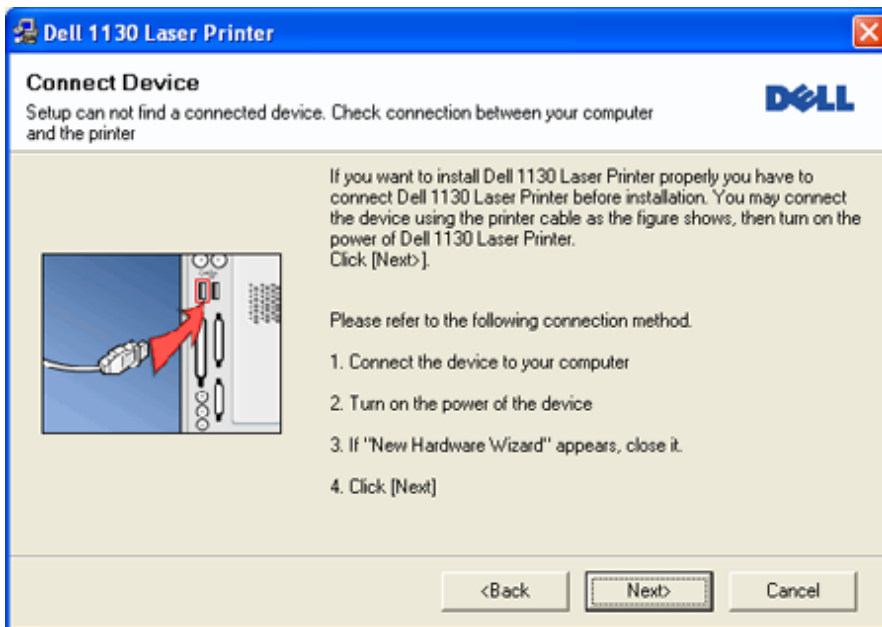 Dell 1130 Laser Printer
Connect Device
Setup can not find a connected device. Check connection between your computer
and the printer
DELL
If you want to install Dell 1130 Laser Printer properly you have to
connect Dell 1130 Laser Printer before installation. You may connect
the device using the printer cable as the figure shows, then turn on the
power of Dell 1130 Laser Printer.
Click [Next>].
Please refer to the following connection method.
1. Connect the device to your computer
2. Turn on the power of the device
3. If "New Hardware Wizard" appears, close it.
4. Click [Next]
<Back
Next>
Cancel